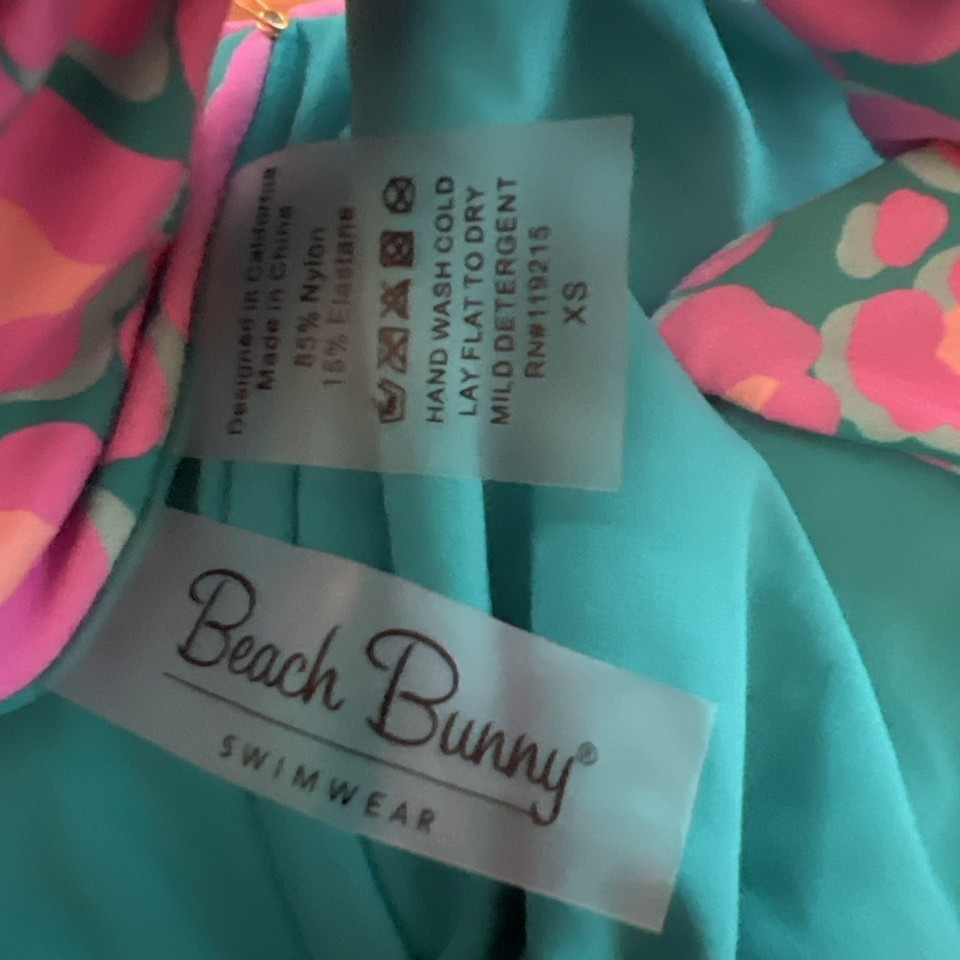 Designed in California
Made in China
85% Nylon
15% Elastane
HAND WASH COLD
LAY FLAT TO DRY
MILD DETERGENT
RN#119215
XS
Beach Bunny®
SWIMWEAR